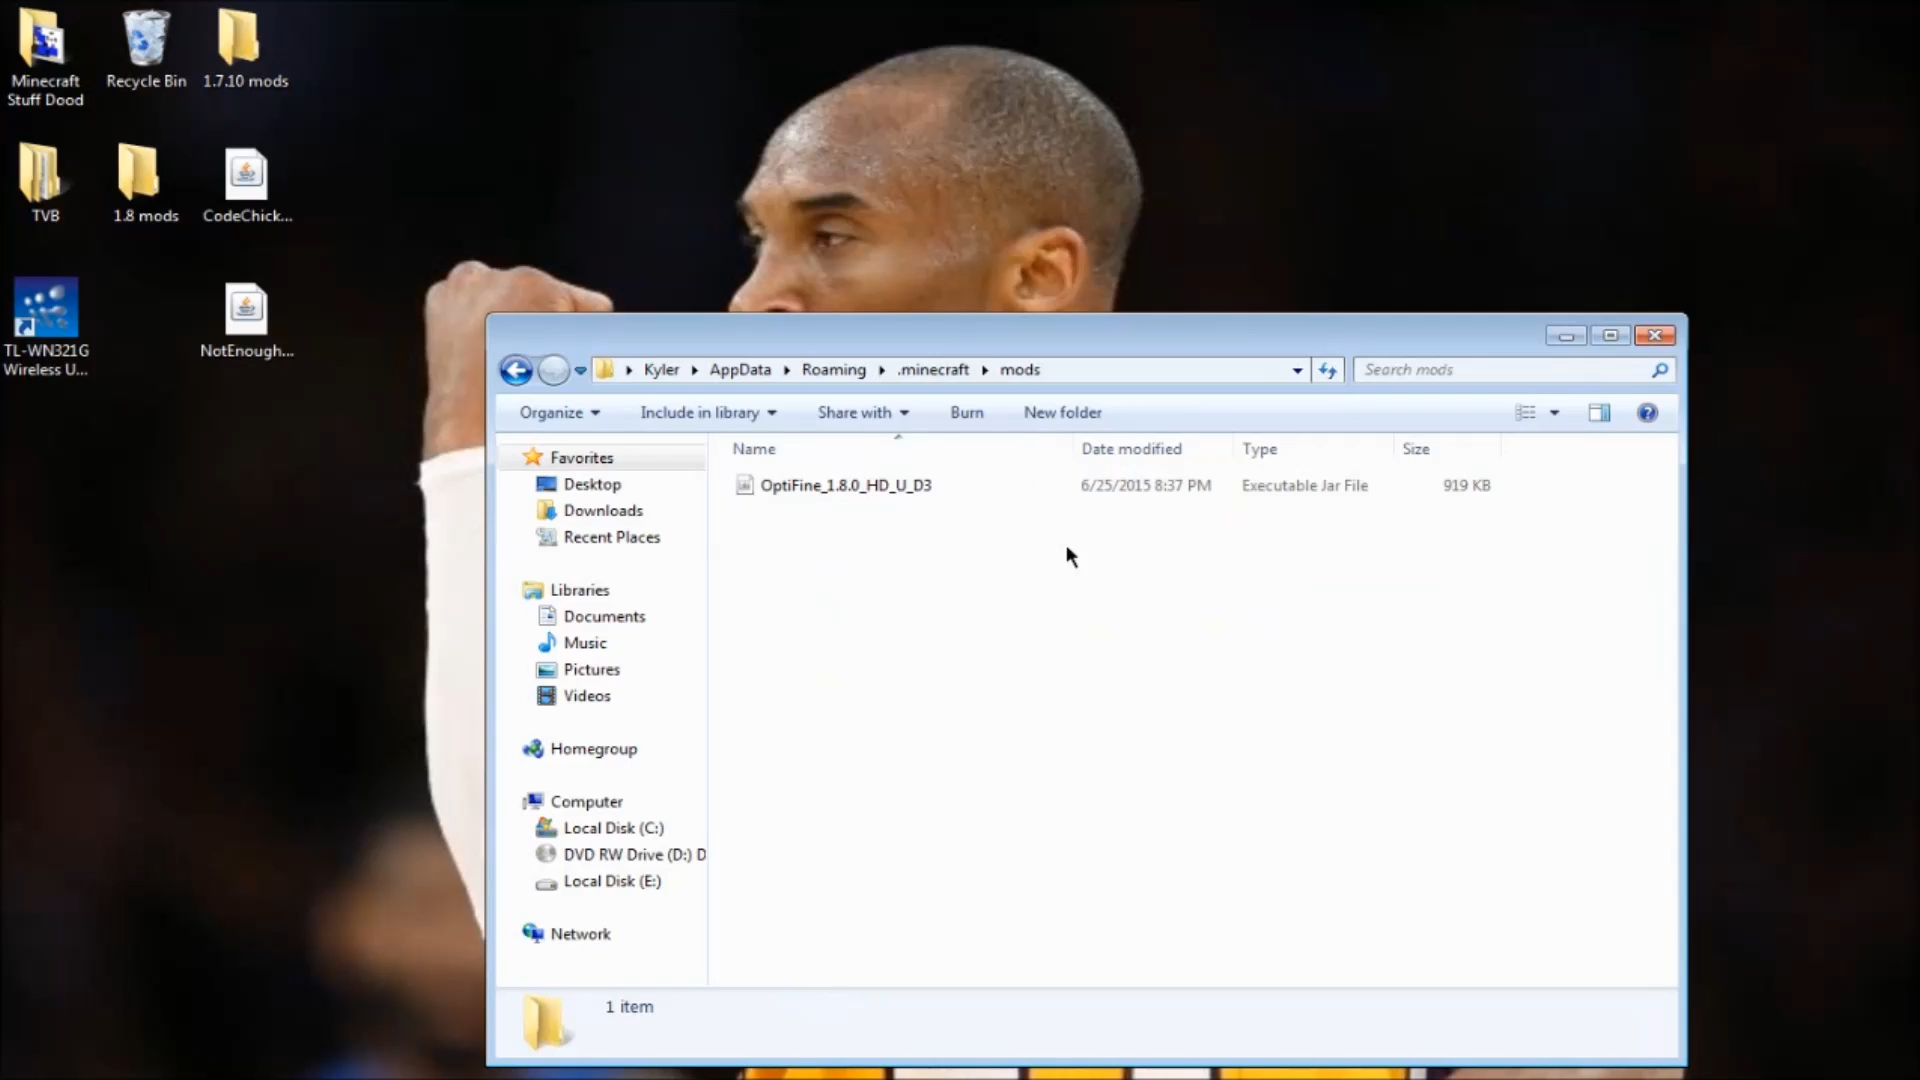 Minecraft
Stuff Dood
Recycle Bin
1.7.10 mods
TVB
1.8 mods
CodeChick...
TL-WN321G
Wireless U...
NotEnough...
Kyler
AppData
Roaming
.minecraft
mods
Search mods
Organize
Include in library
Share with
Burn
New folder
Name
Date modified
Type
Size
OptiFine_1.8.0_HD_U_D3
6/25/2015 8:37 PM
Executable Jar File
919 KB
Favorites
Desktop
Downloads
Recent Places
Libraries
Documents
Music
Pictures
Videos
Homegroup
Computer
Local Disk (C:)
DVD RW Drive (D:) D
Local Disk (E:)
Network
1 item